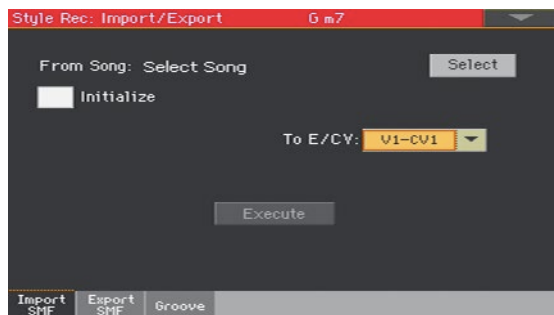 Style Rec: Import/Export G m7
From Song: Select Song Select
Initialize
To E/CV: V1-CV1
Execute
Import SMF Export SMF Groove